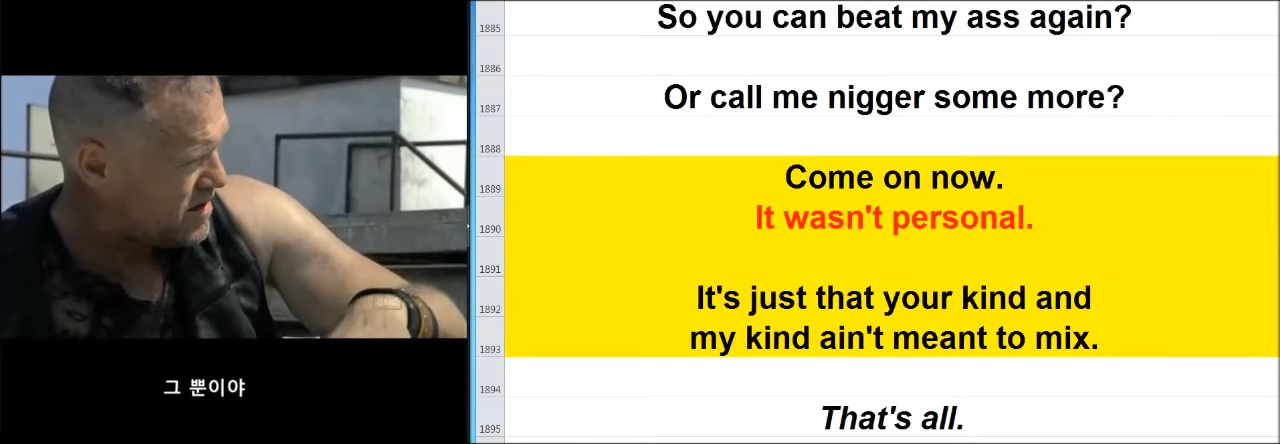 그 뿐이야
1885
So you can beat my ass again?
1886
1887
Or call me nigger some more?
1888
1889
Come on now.
1890
It wasn't personal.
1891
1892
It's just that your kind and
1893
my kind ain't meant to mix.
1894
1895
That's all.